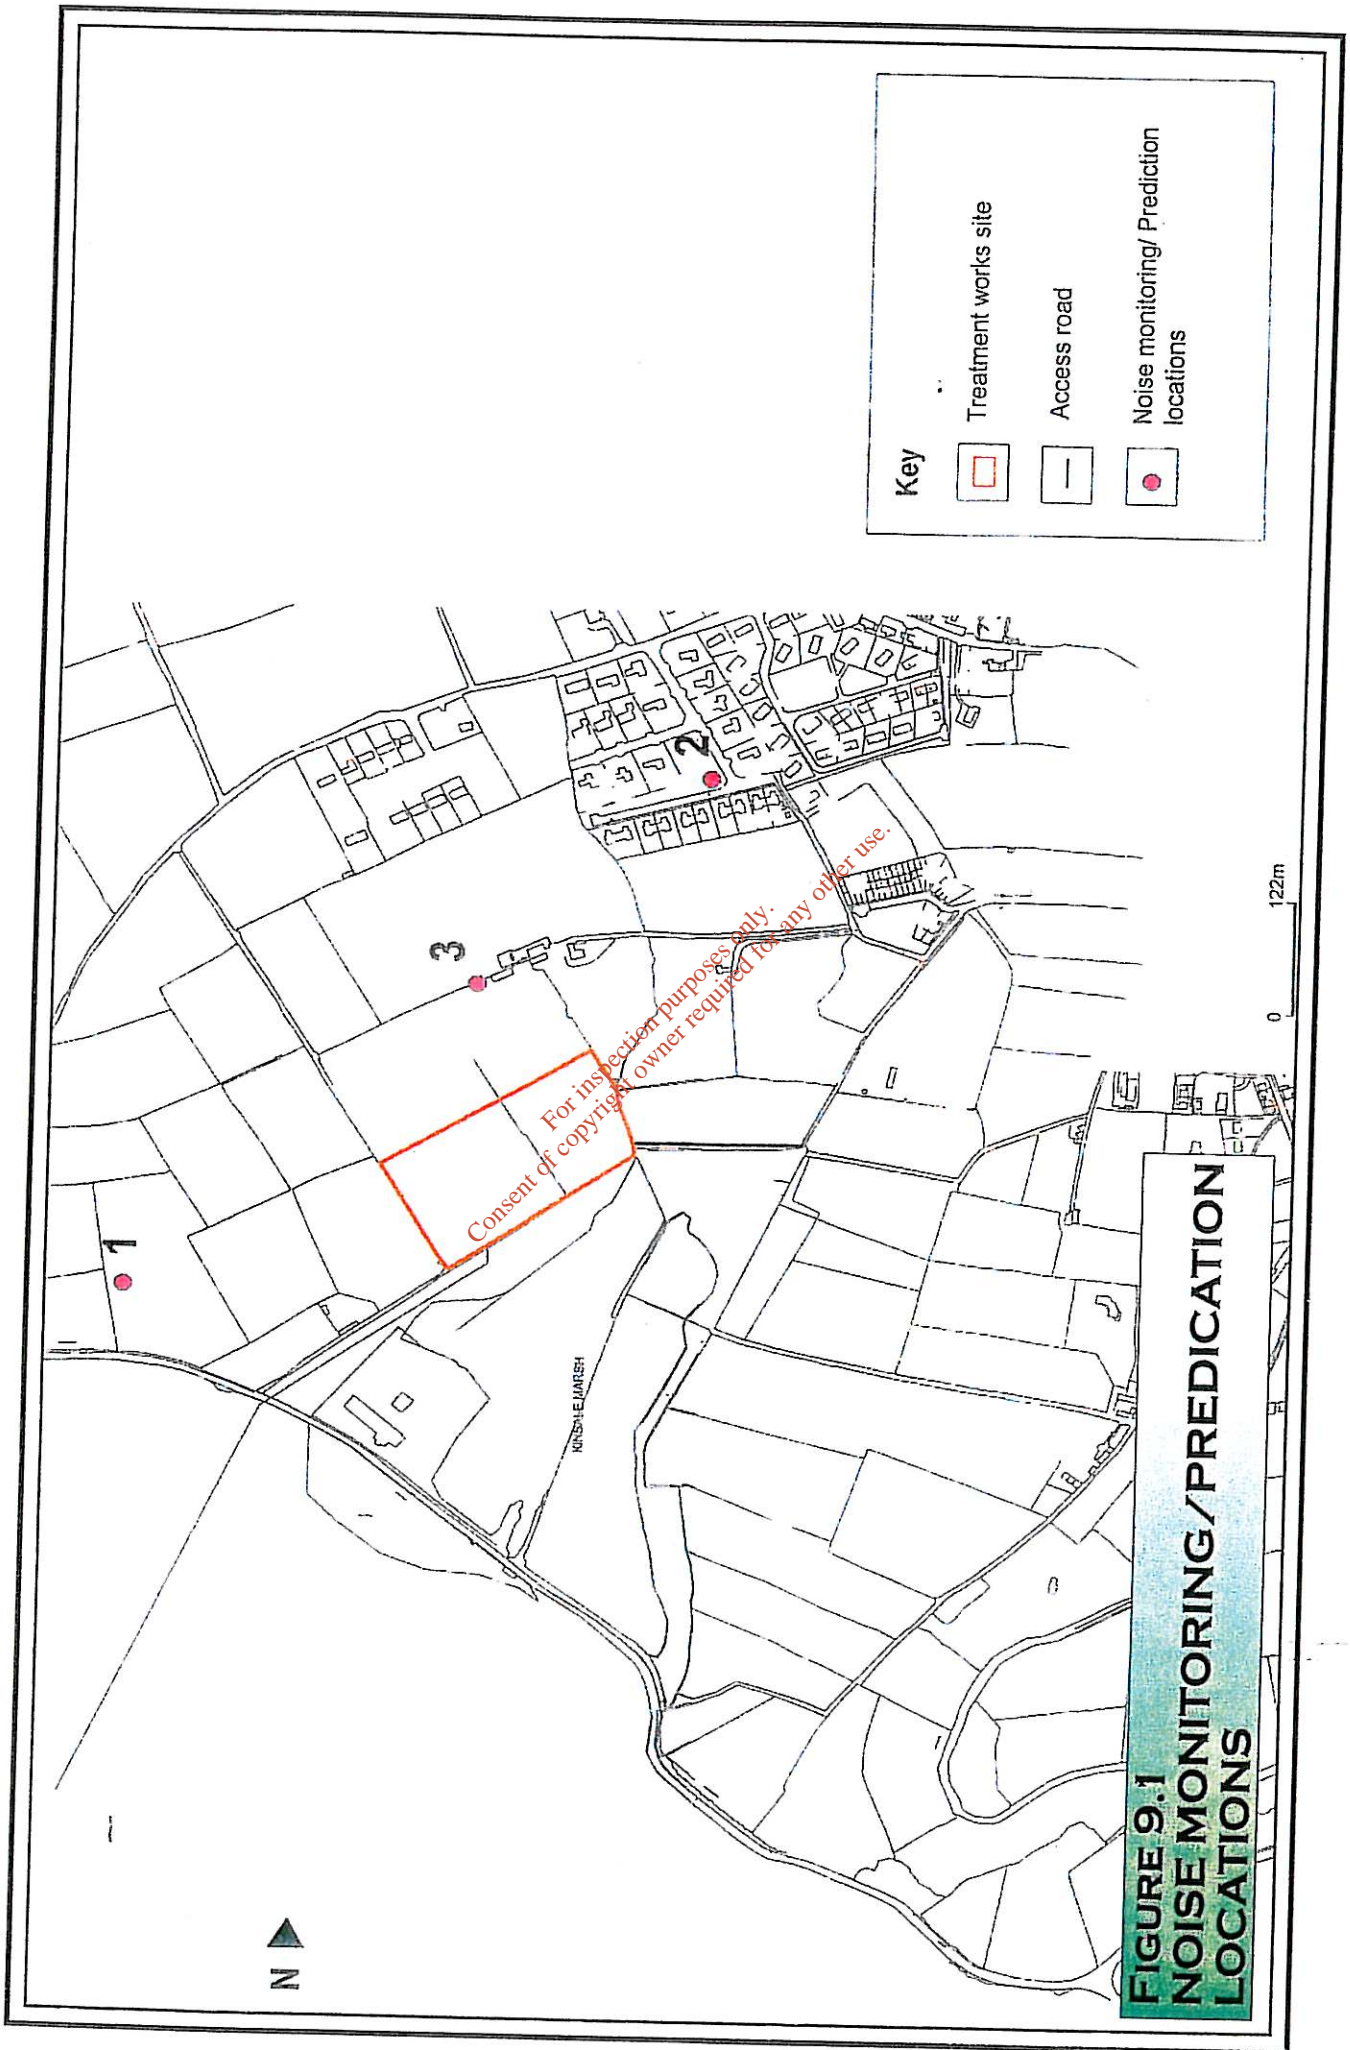 N
1
3
2
KINSALE MARSH
Key
Treatment works site
Access road
Noise monitoring/ Prediction
locations
0 122m
FIGURE 9.1
NOISE MONITORING/PREDICATION
LOCATIONS
For inspection purposes only.
Consent of copyright owner required for any other use.